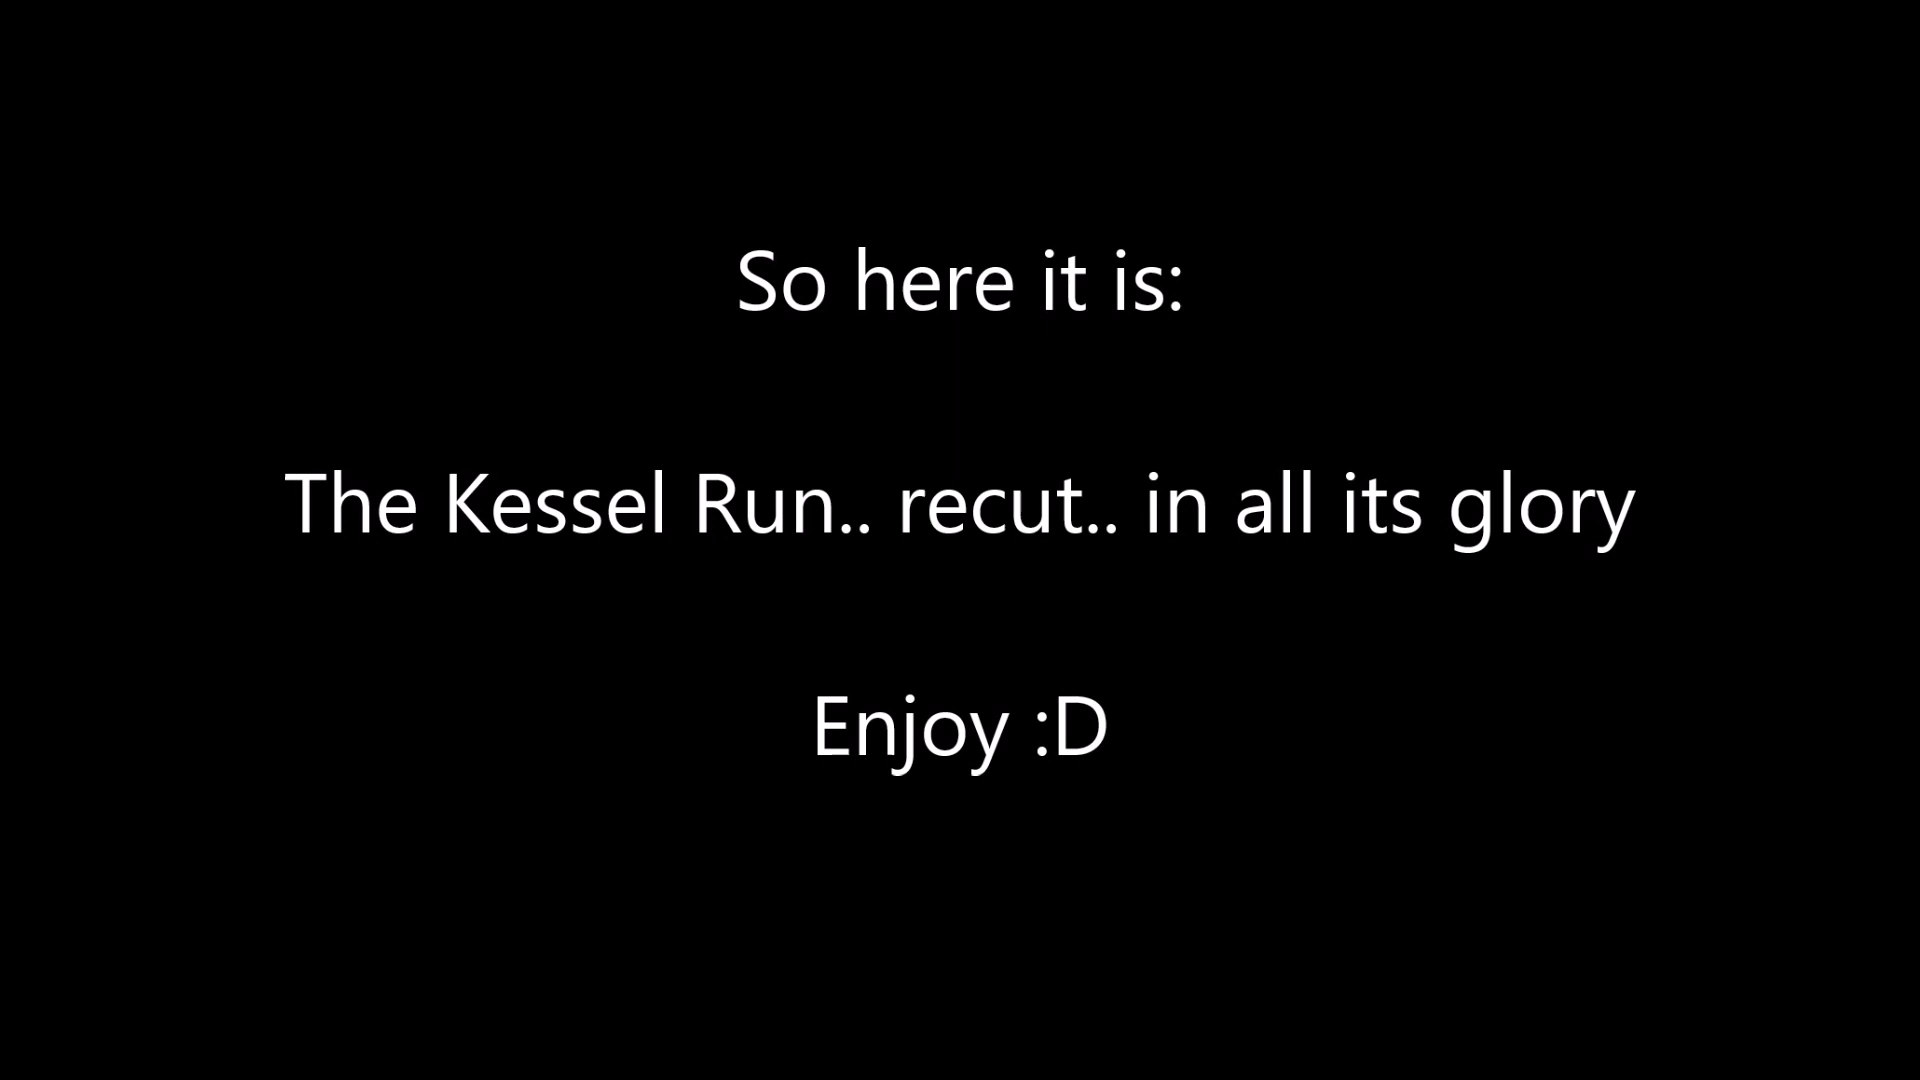 So here it is:
The Kessel Run.. recut.. in all its glory
Enjoy :D